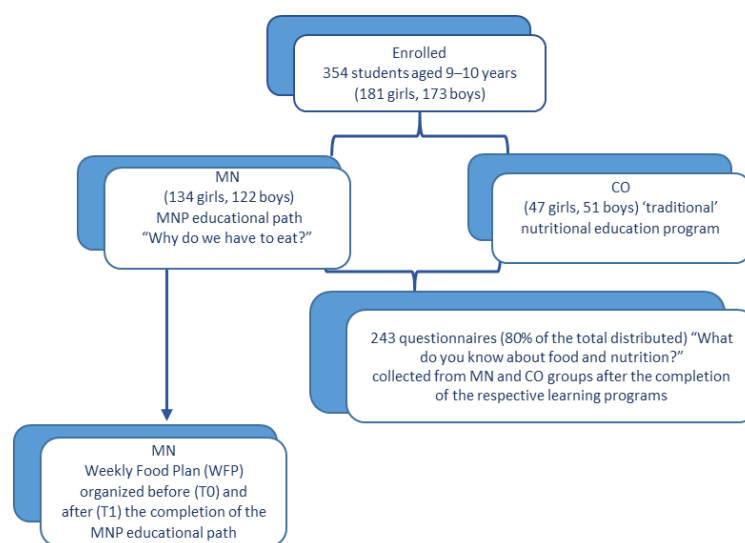 Enrolled
354 students aged 9–10 years
(181 girls, 173 boys)
MN
(134 girls, 122 boys)
MNP educational path
“Why do we have to eat?”
CO
(47 girls, 51 boys) ‘traditional’
nutritional education program
243 questionnaires (80% of the total distributed) “What
do you know about food and nutrition?”
collected from MN and CO groups after the completion
of the respective learning programs
MN
Weekly Food Plan (WFP)
organized before (T0) and
after (T1) the completion of the
MNP educational path